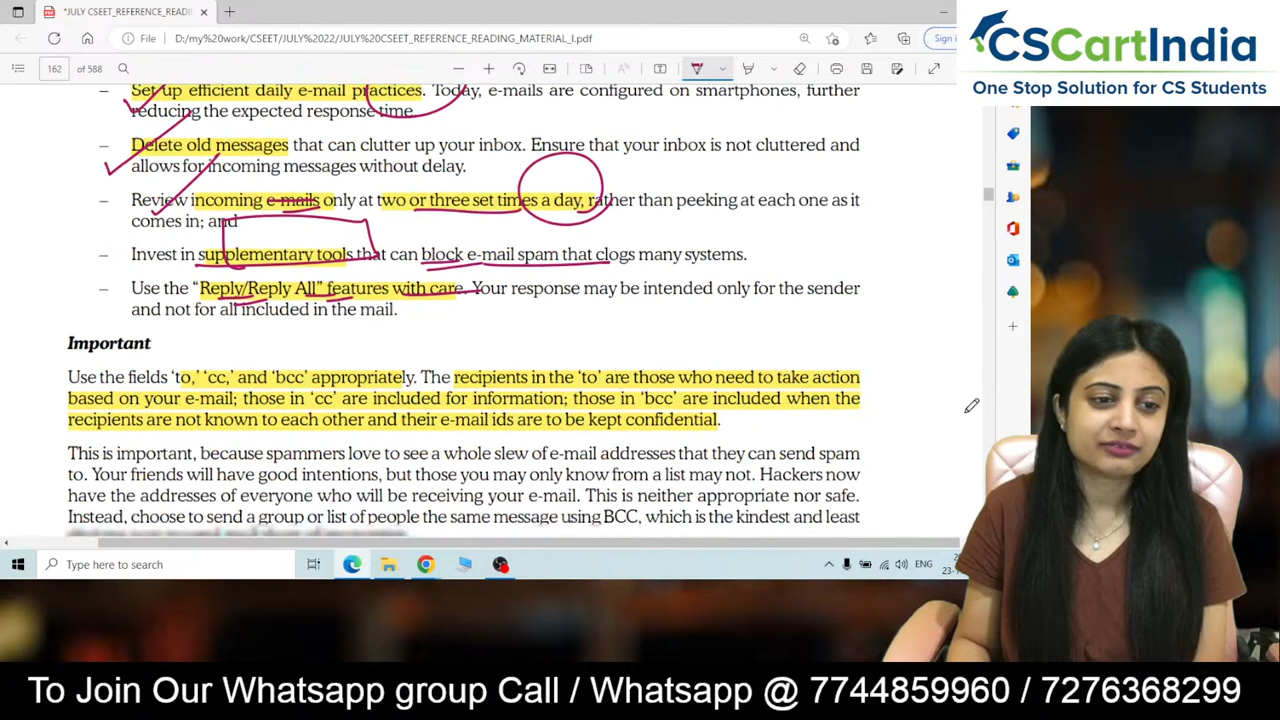 *JULY CSEET_REFERENCE_READING
File
D:/my%20work/CSEET/JULY%202022/JULY%20CSEET_REFERENCE_READING_MATERIAL_I.pdf
Sign i
162 of 588
CSCartIndia
One Stop Solution for CS Students
– Set up efficient daily e-mail practices. Today, e-mails are configured on smartphones, further
reducing the expected response time.
– Delete old messages that can clutter up your inbox. Ensure that your inbox is not cluttered and
allows for incoming messages without delay.
– Review incoming e-mails only at two or three set times a day, rather than peeking at each one as it
comes in; and
– Invest in supplementary tools that can block e-mail spam that clogs many systems.
– Use the “Reply/Reply All” features with care. Your response may be intended only for the sender
and not for all included in the mail.
Important
Use the fields ‘to,’ ‘cc,’ and ‘bcc’ appropriately. The recipients in the ‘to’ are those who need to take action
based on your e-mail; those in ‘cc’ are included for information; those in ‘bcc’ are included when the
recipients are not known to each other and their e-mail ids are to be kept confidential.
This is important, because spammers love to see a whole slew of e-mail addresses that they can send spam
to. Your friends will have good intentions, but those you may only know from a list may not. Hackers now
have the addresses of everyone who will be receiving your e-mail. This is neither appropriate nor safe.
Instead, choose to send a group or list of people the same message using BCC, which is the kindest and least
Type here to search
ENG
To Join Our Whatsapp group Call / Whatsapp @ 7744859960 / 7276368299